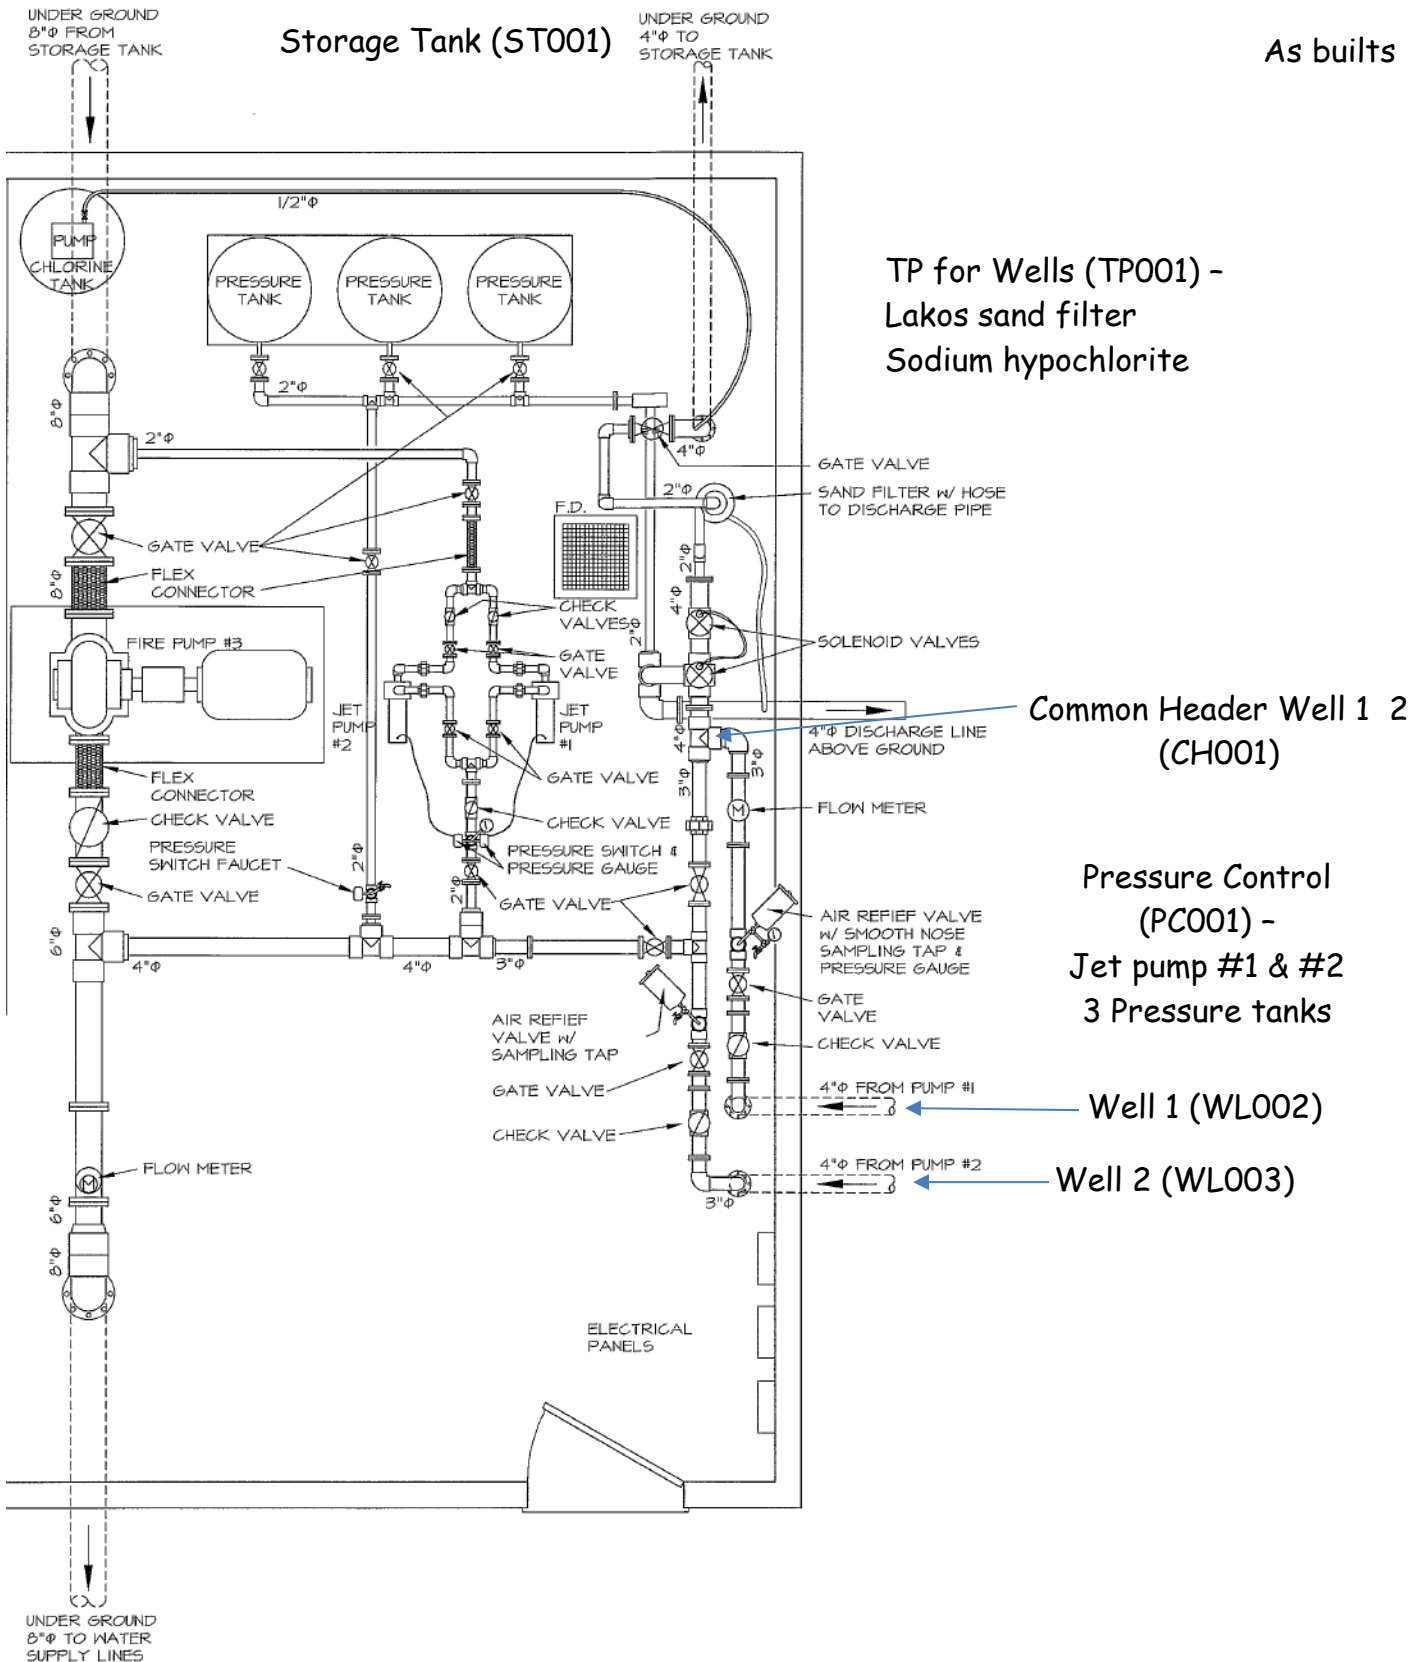 UNDER GROUND
8"Φ FROM
STORAGE TANK
Storage Tank (ST001)
UNDER GROUND
4"Φ TO
STORAGE TANK
As builts
1/2"Φ
PUMP
CHLORINE
TANK
PRESSURE
TANK
PRESSURE
TANK
PRESSURE
TANK
TP for Wells (TP001) –
Lakos sand filter
Sodium hypochlorite
2"Φ
8"Φ
2"Φ
4"Φ
GATE VALVE
2"Φ
SAND FILTER W/ HOSE
TO DISCHARGE PIPE
F.D.
GATE VALVE
2"Φ
FLEX
CONNECTOR
8"Φ
4"Φ
CHECK
VALVES
2"Φ
SOLENOID VALVES
FIRE PUMP #3
GATE
VALVE
JET
PUMP
#2
JET
PUMP
#1
Common Header Well 1 2
(CH001)
4"Φ DISCHARGE LINE
ABOVE GROUND
4"Φ
3"Φ
3"Φ
FLEX
CONNECTOR
GATE VALVE
FLOW METER
M
CHECK VALVE
CHECK VALVE
PRESSURE
SWITCH FAUCET
2"Φ
PRESSURE SWITCH &
PRESSURE GAUGE
GATE VALVE
2"Φ
GATE VALVE
Pressure Control
(PC001) –
Jet pump #1 & #2
3 Pressure tanks
AIR REFIEF VALVE
W/ SMOOTH NOSE
SAMPLING TAP &
PRESSURE GAUGE
6"Φ
4"Φ
4"Φ
3"Φ
GATE
VALVE
AIR REFIEF
VALVE W/
SAMPLING TAP
CHECK VALVE
GATE VALVE
4"Φ FROM PUMP #1
Well 1 (WL002)
CHECK VALVE
4"Φ FROM PUMP #2
Well 2 (WL003)
FLOW METER
M
3"Φ
6"Φ
8"Φ
ELECTRICAL
PANELS
UNDER GROUND
8"Φ TO WATER
SUPPLY LINES